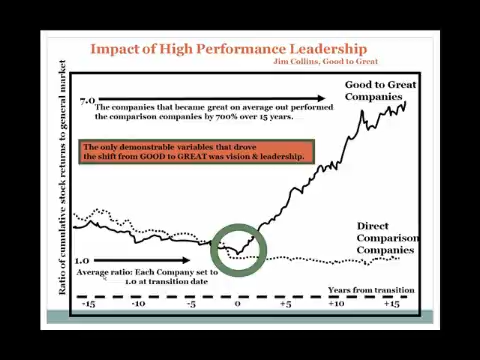 Impact of High Performance Leadership
Jim Collins, Good to Great
Ratio of cumulative stock returns to general market
7.0
The companies that became great on average out performed
the comparison companies by 700% over 15 years.
Good to Great
Companies
The only demonstrable variables that drove
the shift from GOOD to GREAT was vision & leadership.
Direct
Comparison
Companies
1.0
Average ratio: Each Company set to
1.0 at transition date
Years from transition
-15 -10 -5 0 +5 +10 +15